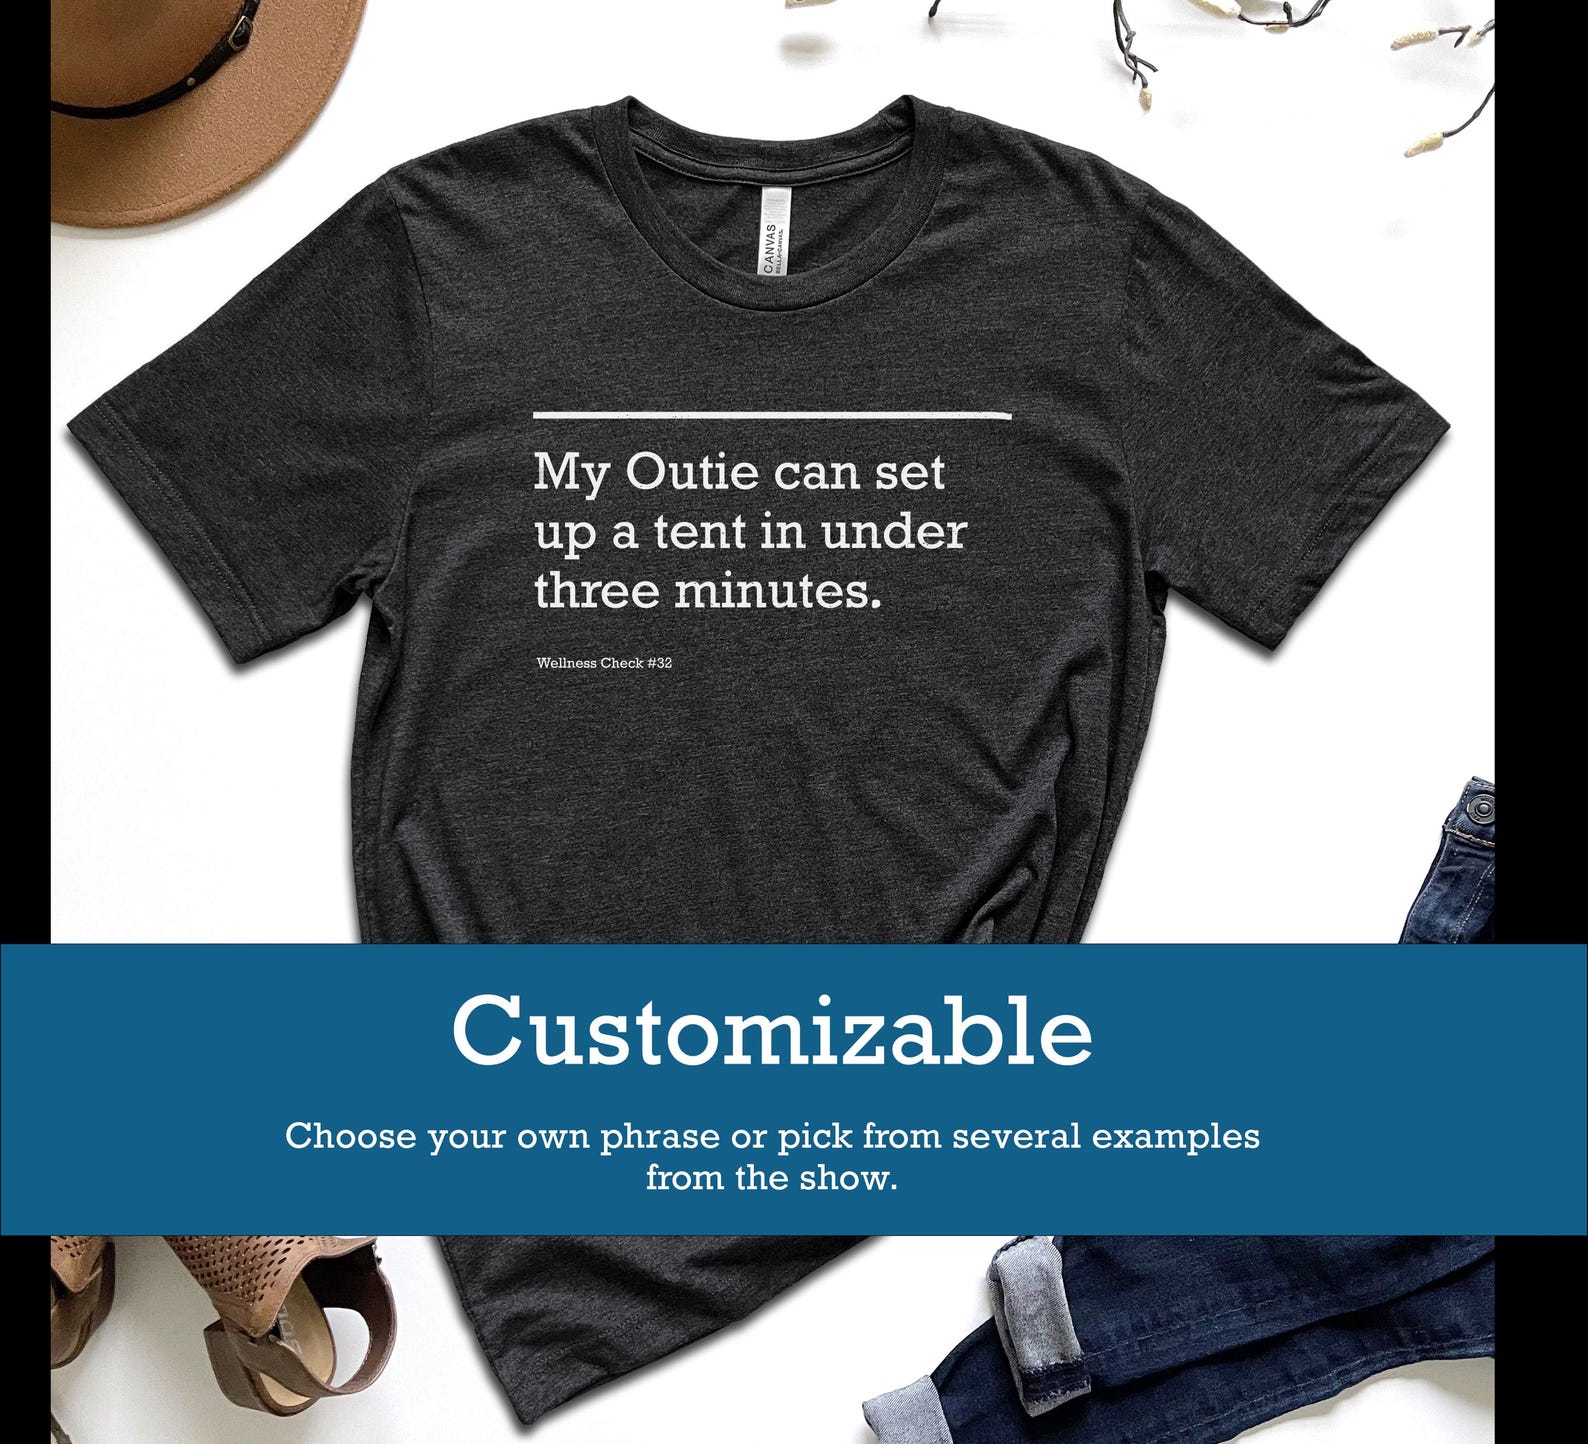 CANVAS
BELLA+CANVAS.
My Outie can set
up a tent in under
three minutes.
Wellness Check #32
Customizable
Choose your own phrase or pick from several examples
from the show.